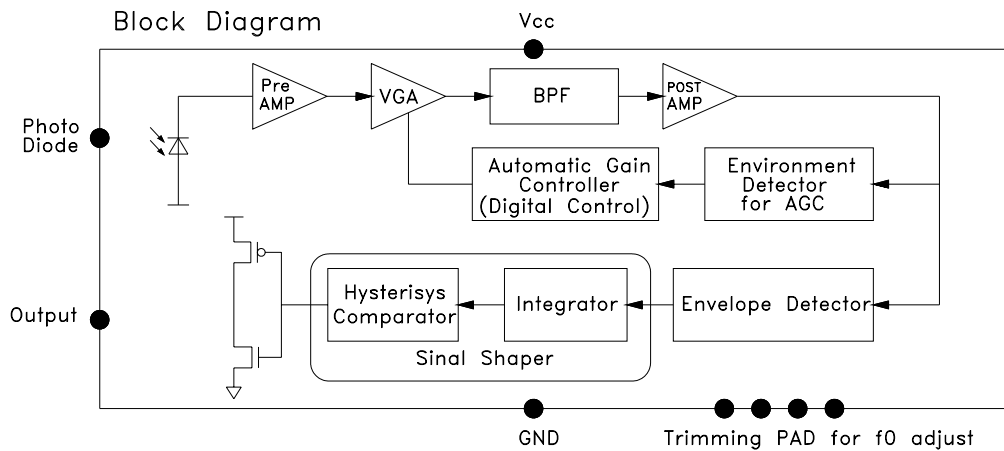 Block Diagram
Vcc
Pre
AMP
VGA
BPF
POST
AMP
Photo
Diode
Automatic Gain
Controller
(Digital Control)
Environment
Detector
for AGC
Hysterisys
Comparator
Integrator
Envelope Detector
Output
Sinal Shaper
GND
Trimming PAD for f0 adjust